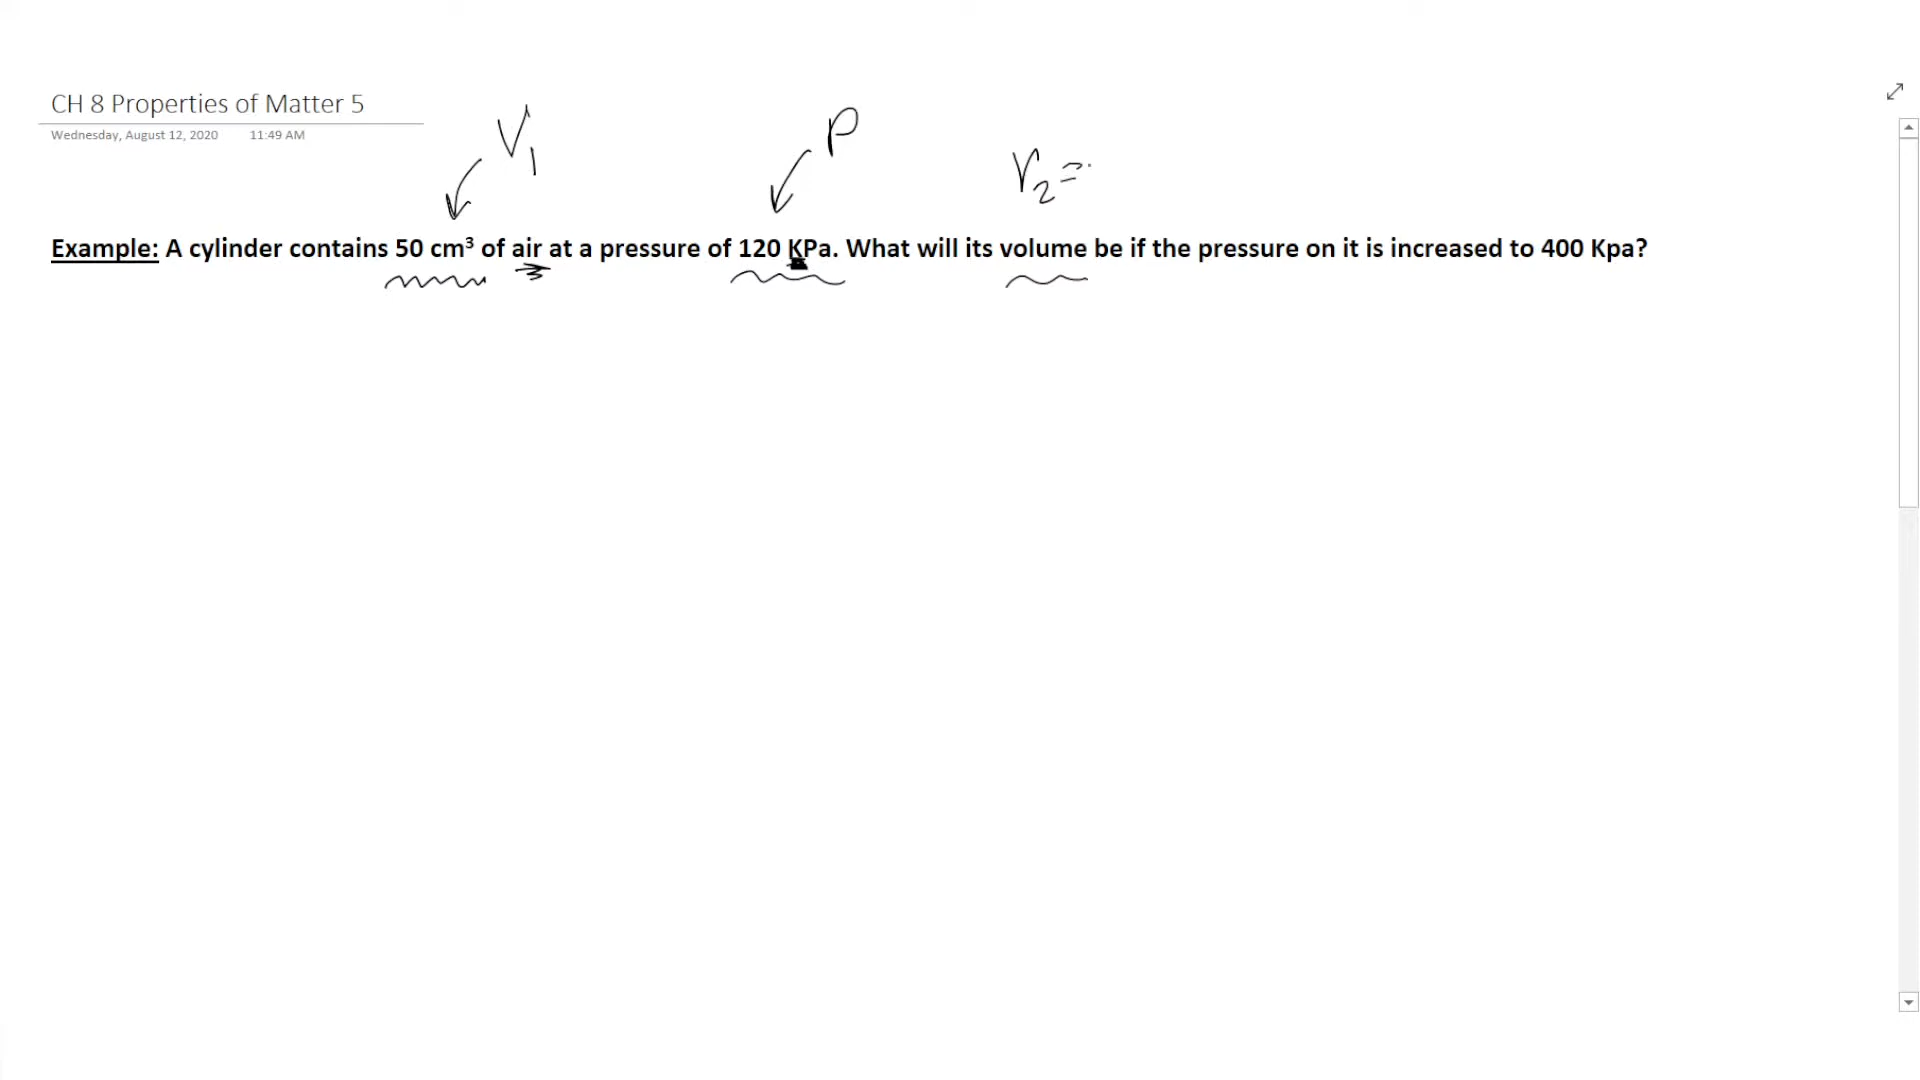 CH 8 Properties of Matter 5
Wednesday, August 12, 2020 11:49 AM
V₁ P V₂ =
Example: A cylinder contains 50 cm³ of air at a pressure of 120 KPa. What will its volume be if the pressure on it is increased to 400 Kpa?